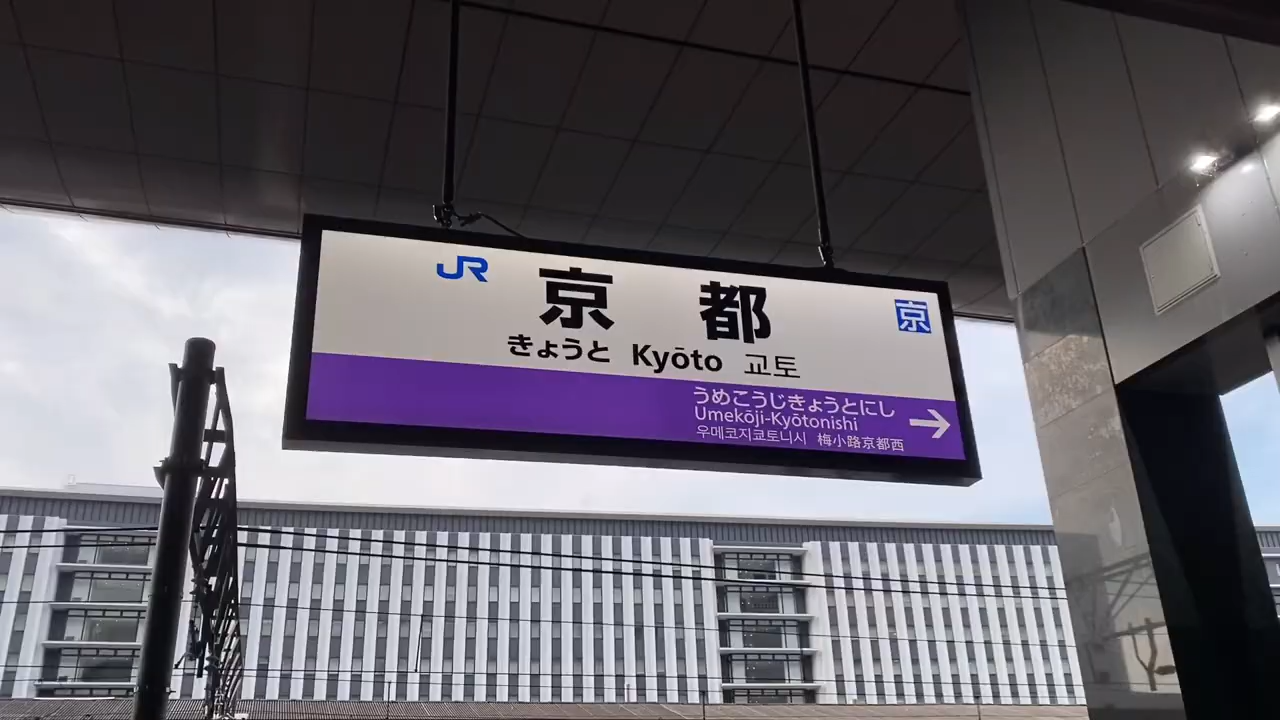 JR 京都 京
きょうと Kyōto 교토
うめこうじきょうとにし
Umekōji-Kyōtonishi
우메코지쿄토니시 梅小路京都西